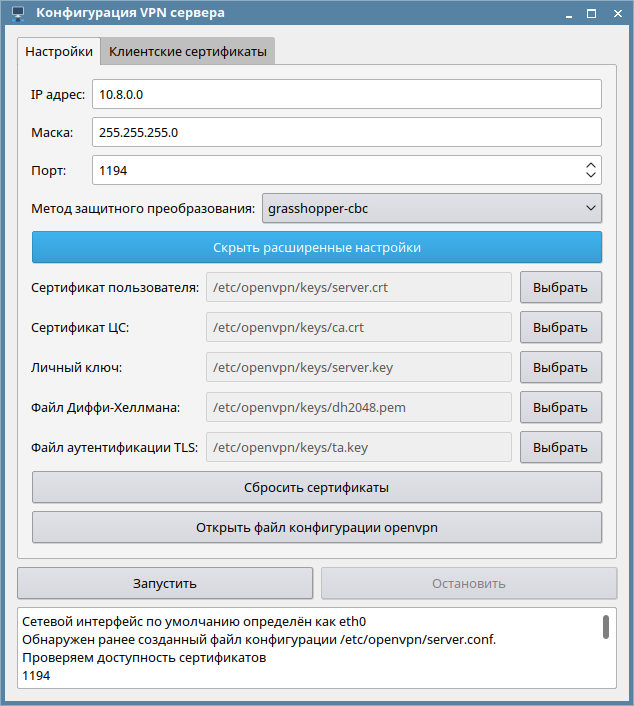 Конфигурация VPN сервера
Настройки Клиентские сертификаты
IP адрес: 10.8.0.0
Маска: 255.255.255.0
Порт: 1194
Метод защитного преобразования: grasshopper-cbc
Скрыть расширенные настройки
Сертификат пользователя: /etc/openvpn/keys/server.crt Выбрать
Сертификат ЦС: /etc/openvpn/keys/ca.crt Выбрать
Личный ключ: /etc/openvpn/keys/server.key Выбрать
Файл Диффи-Хеллмана: /etc/openvpn/keys/dh2048.pem Выбрать
Файл аутентификации TLS: /etc/openvpn/keys/ta.key Выбрать
Сбросить сертификаты
Открыть файл конфигурации openvpn
Запустить Остановить
Сетевой интерфейс по умолчанию определён как eth0
Обнаружен ранее созданный файл конфигурации /etc/openvpn/server.conf.
Проверяем доступность сертификатов
1194